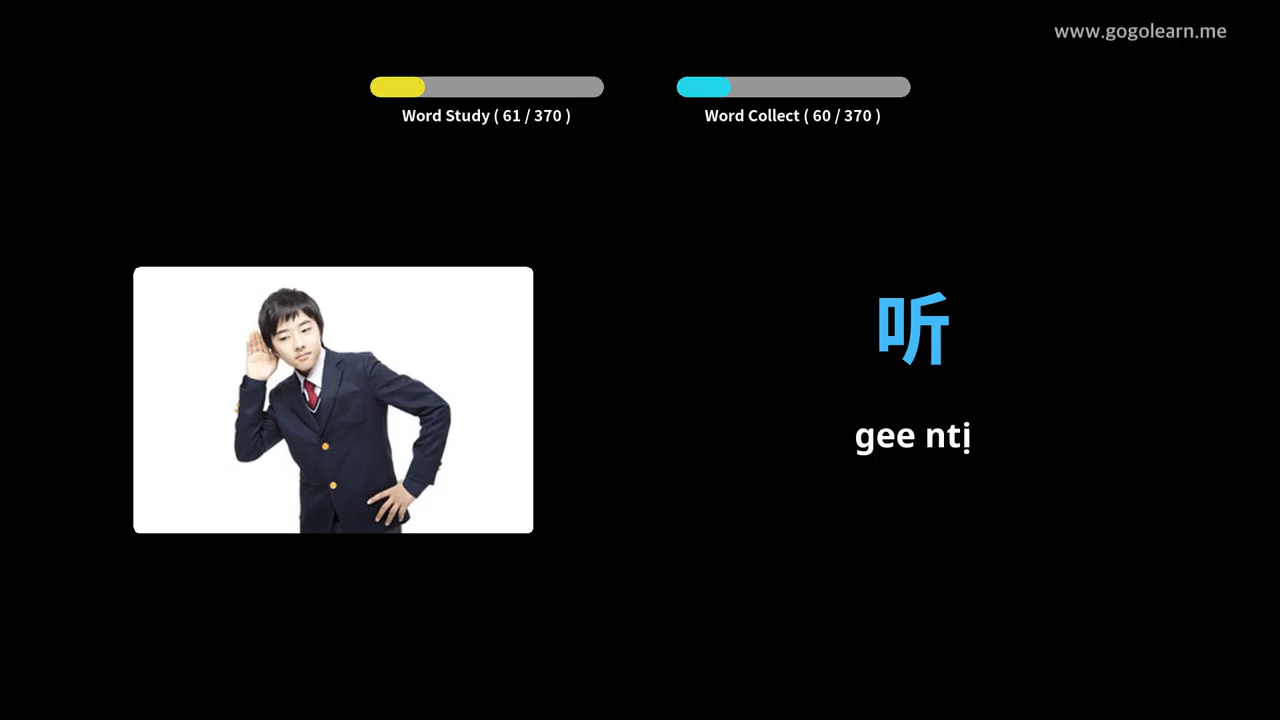 www.gogolearn.me
Word Study ( 61 / 370 )
Word Collect ( 60 / 370 )
听
gee ntị